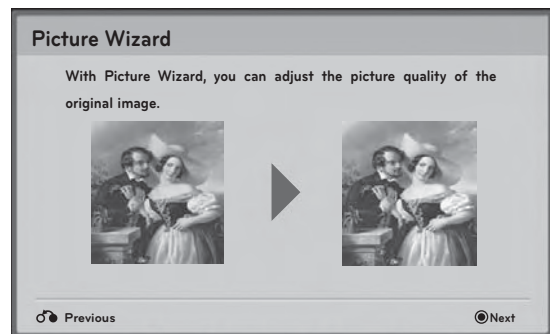 Picture Wizard
With Picture Wizard, you can adjust the picture quality of the
original image.
Previous
Next